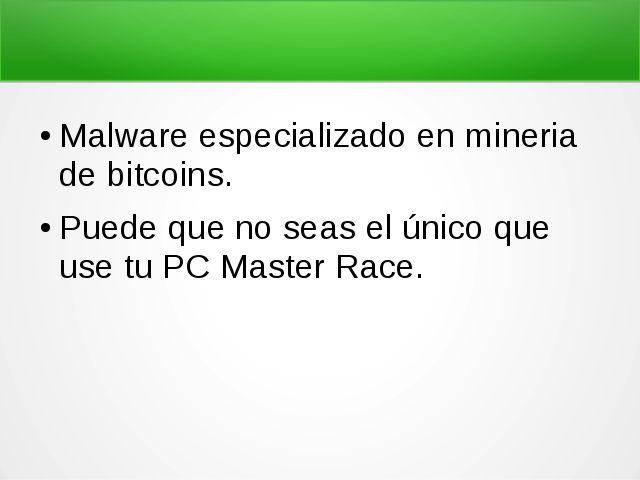 • Malware especializado en mineria
de bitcoins.
• Puede que no seas el único que
use tu PC Master Race.